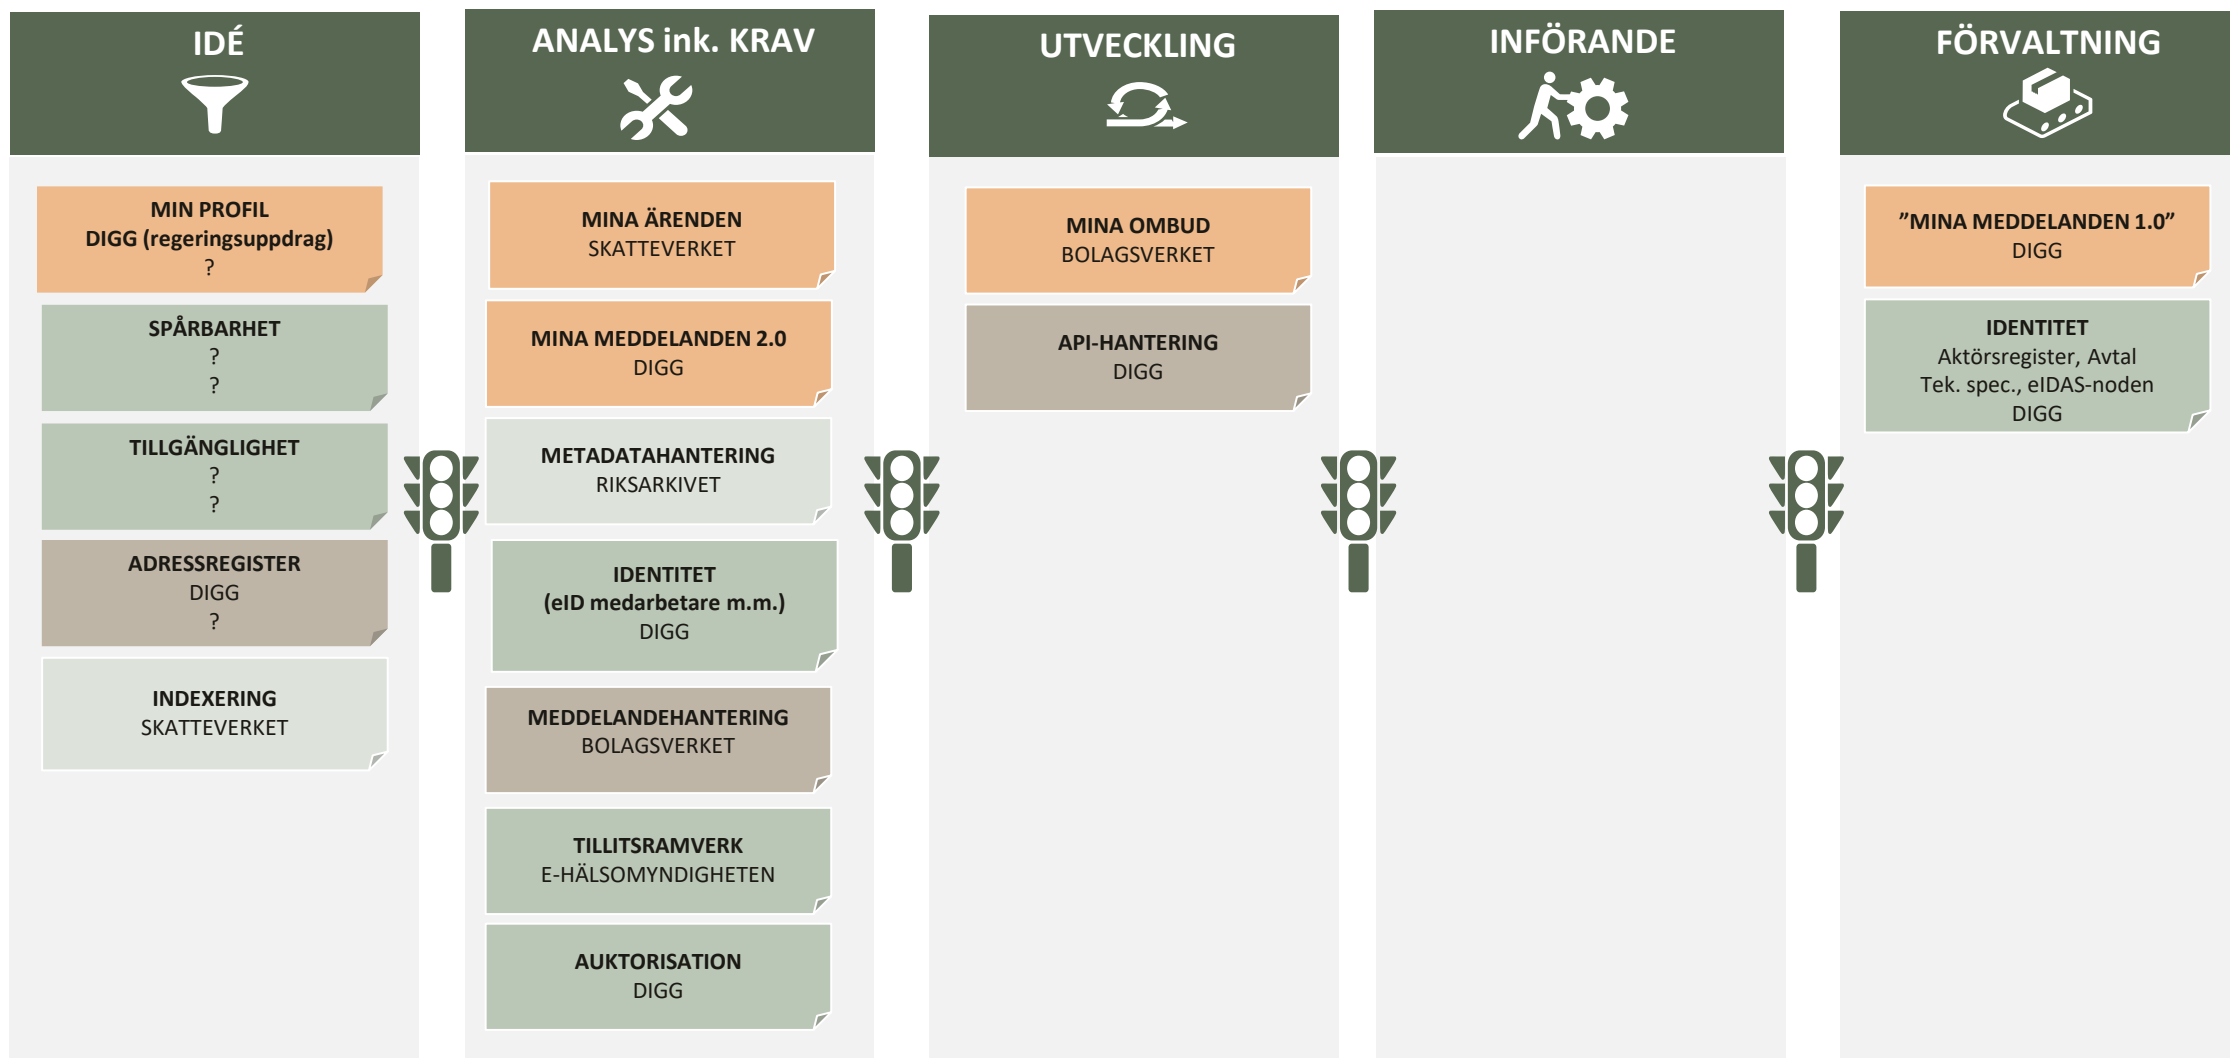 IDÉ
MIN PROFIL
DIGG (regeringsuppdrag)
?
SPÅRBARHET
?
?
TILLGÄNGLIGHET
?
?
ADRESSREGISTER
DIGG
?
INDEXERING
SKATTEVERKET
ANALYS ink. KRAV
MINA ÄRENDEN
SKATTEVERKET
MINA MEDDELANDEN 2.0
DIGG
METADATAHANTERING
RIKSARKIVET
IDENTITET
(eID medarbetare m.m.)
DIGG
MEDDELANDEHANTERING
BOLAGSVERKET
TILLITSRAMVERK
E-HÄLSOMYNDIGHETEN
AUKTORISATION
DIGG
UTVECKLING
MINA OMBUD
BOLAGSVERKET
API-HANTERING
DIGG
INFÖRANDE
FÖRVALTNING
”MINA MEDDELANDEN 1.0”
DIGG
IDENTITET
Aktörsregister, Avtal
Tek. spec., eIDAS-noden
DIGG